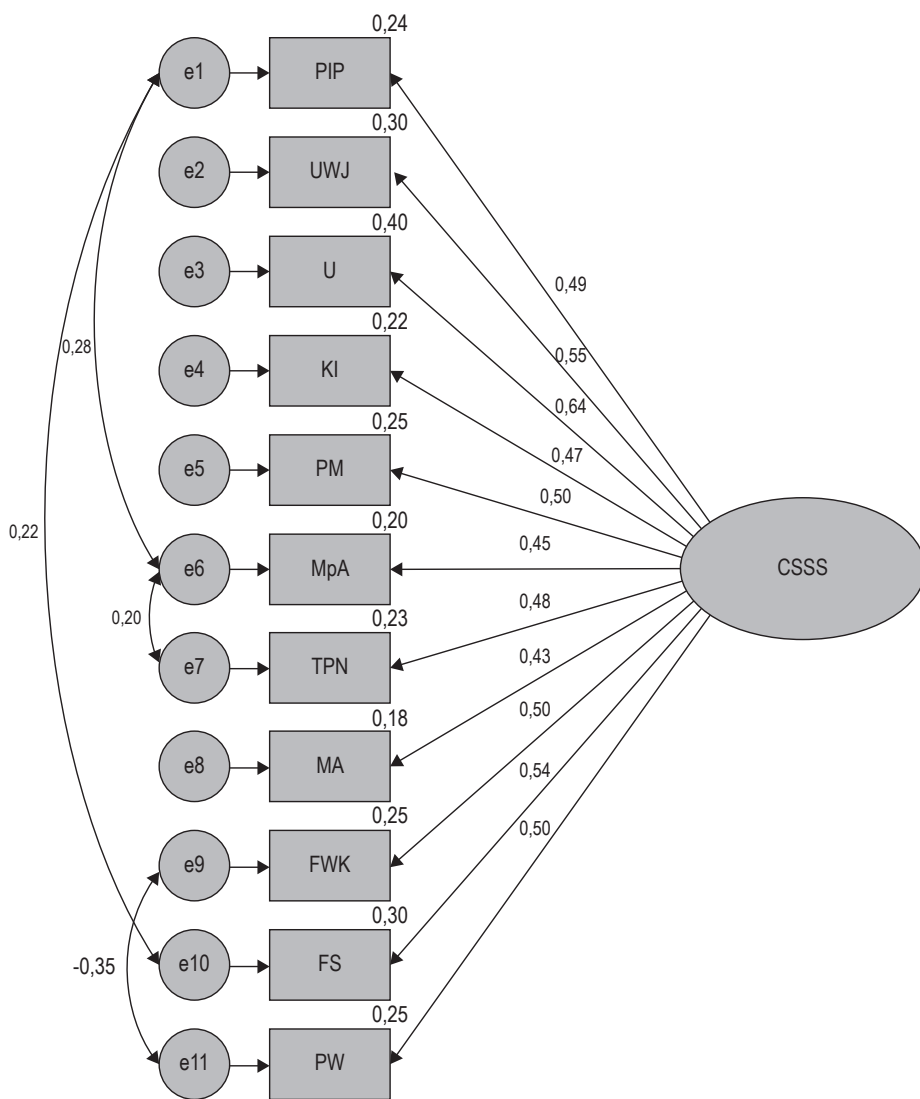 0,24
e1 PIP
0,30
e2 UWJ
0,49
0,40
e3 U
0,22
0,28
0,55
e4 KI
0,64
0,25
0,47
e5 PM
0,50
0,20
0,22
0,45
e6 MpA
CSSS
0,20
0,23
0,48
e7 TPN
0,43
0,18
0,50
e8 MA
0,54
0,25
0,50
e9 FWK
0,30
-0,35
e10 FS
0,25
e11 PW